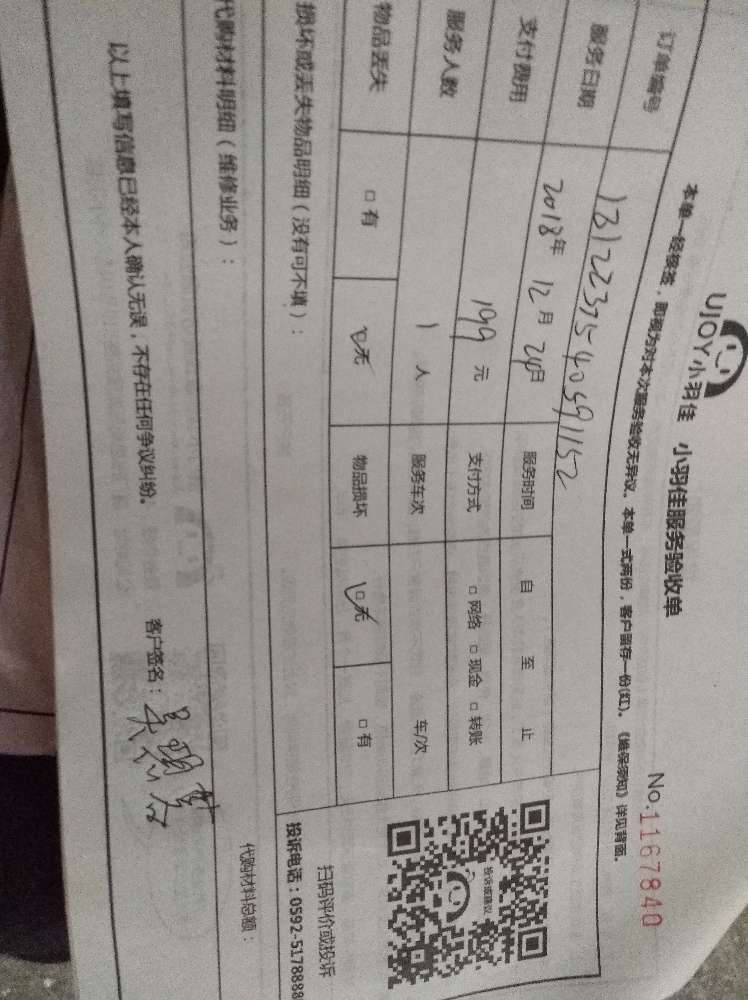 UJOY小羽佳 小羽佳服务验收单
No.1167840
本单一经接签，即视为对本次服务验收无异议。本单一式两份，客户留存一份(红)。《维保须知》详见背面。
订单编号
服务日期 2018年 12月 24日 服务时间 自 至 止
支付费用 199 元 支付方式 □网络 □现金 □转账
服务人数 1 人 服务车次 车/次
物品丢失 □有 □无 物品损坏 □无 □有
投诉或建议
损坏或丢失物品明细（没有可不填）：
扫码评价或投诉
投诉电话：0592-5178888
代购材料明细（维修业务）：
代购材料总额：
以上填写信息已经本人确认无误，不存在任何争议纠纷。
客户签名：